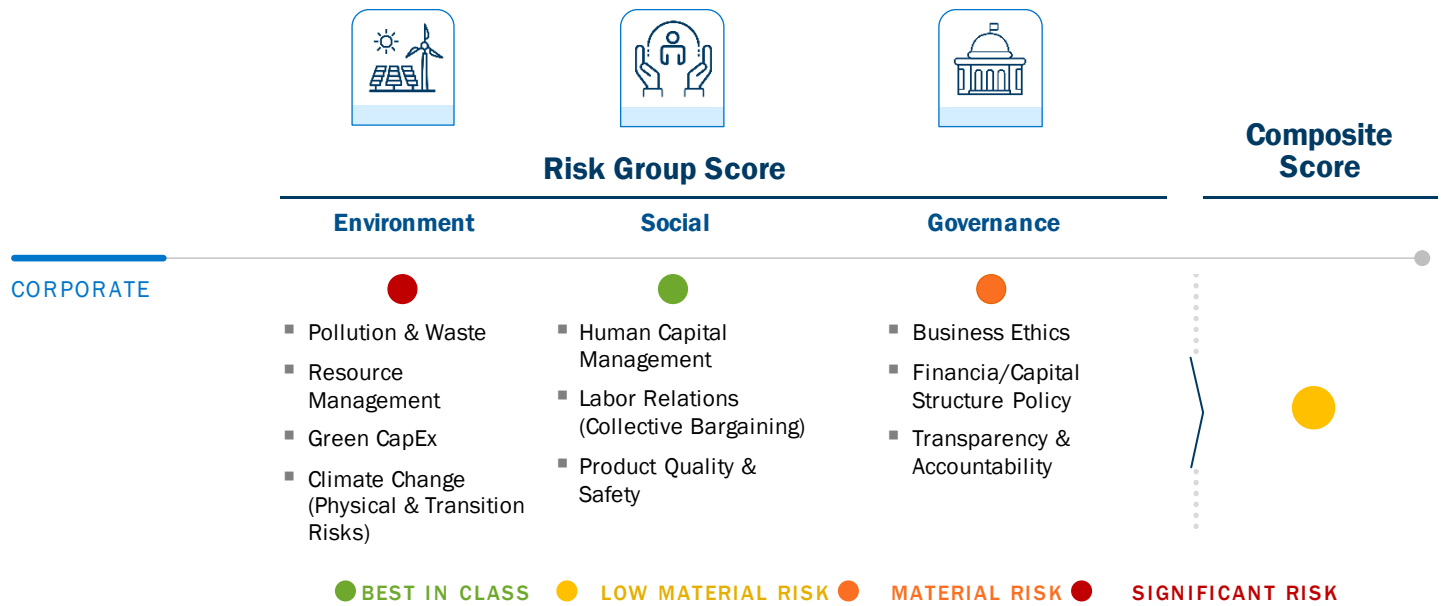 Composite
Score
Risk Group Score
Environment
Social
Governance
CORPORATE
Pollution & Waste
Resource
Management
Green CapEx
Climate Change
(Physical & Transition
Risks)
Human Capital
Management
Labor Relations
(Collective Bargaining)
Product Quality &
Safety
Business Ethics
Financia/Capital
Structure Policy
Transparency &
Accountability
BEST IN CLASS
LOW MATERIAL RISK
MATERIAL RISK
SIGNIFICANT RISK